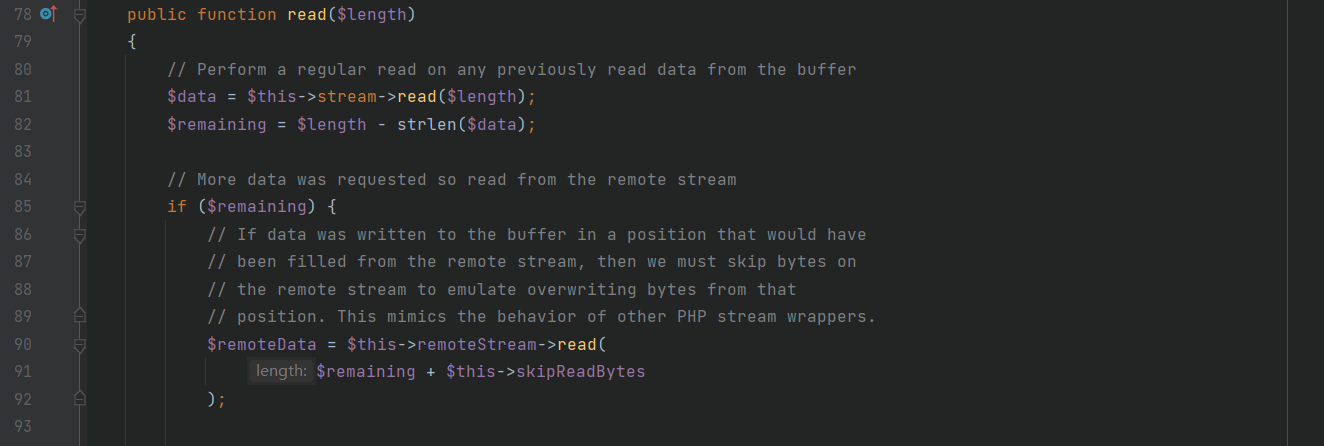 78 public function read($length)
79 {
80 // Perform a regular read on any previously read data from the buffer
81 $data = $this->stream->read($length);
82 $remaining = $length - strlen($data);
83
84 // More data was requested so read from the remote stream
85 if ($remaining) {
86 // If data was written to the buffer in a position that would have
87 // been filled from the remote stream, then we must skip bytes on
88 // the remote stream to emulate overwriting bytes from that
89 // position. This mimics the behavior of other PHP stream wrappers.
90 $remoteData = $this->remoteStream->read(
91 length: $remaining + $this->skipReadBytes
92 );
93